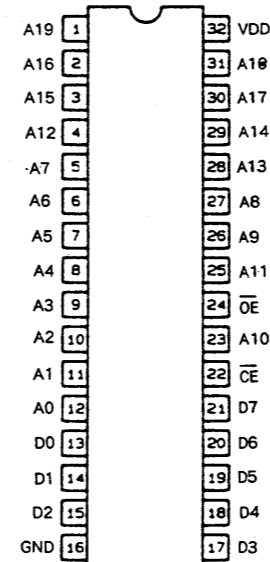 A19 1 32 VDD
A16 2 31 A18
A15 3 30 A17
A12 4 29 A14
A7 5 28 A13
A6 6 27 A8
A5 7 26 A9
A4 8 25 A11
A3 9 24 O̅E̅
A2 10 23 A10
A1 11 22 C̅E̅
A0 12 21 D7
D0 13 20 D6
D1 14 19 D5
D2 15 18 D4
GND 16 17 D3